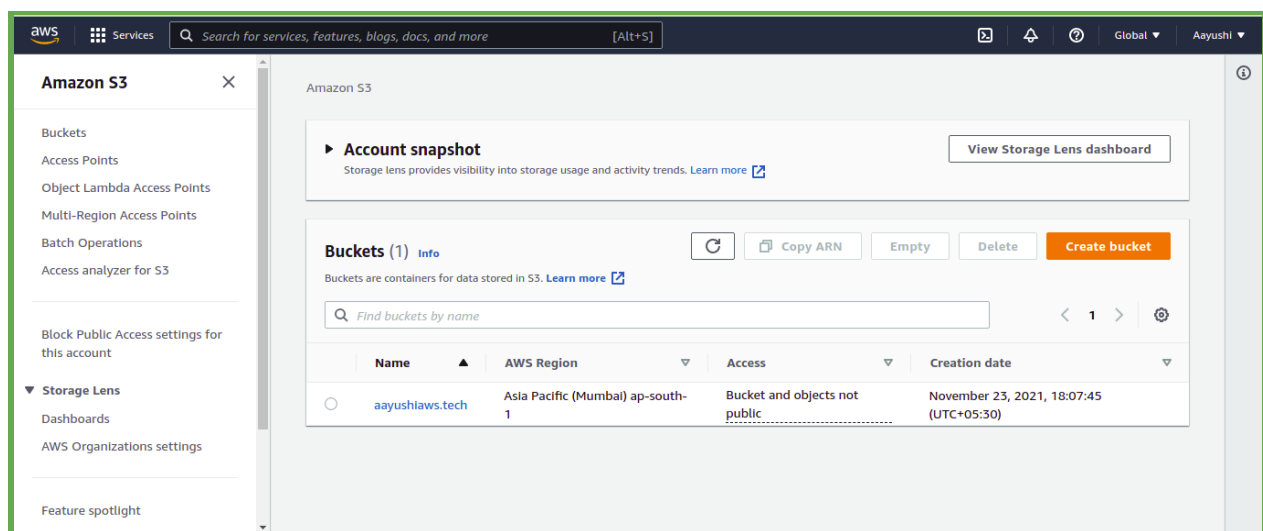 aws
Services
Search for services, features, blogs, docs, and more
[Alt+S]
Global ▼
Aayushi ▼
Amazon S3
Buckets
Access Points
Object Lambda Access Points
Multi-Region Access Points
Batch Operations
Access analyzer for S3
Block Public Access settings for
this account
▼ Storage Lens
Dashboards
AWS Organizations settings
Feature spotlight
Amazon S3
Account snapshot
Storage lens provides visibility into storage usage and activity trends. Learn more
View Storage Lens dashboard
Buckets (1) Info
Buckets are containers for data stored in S3. Learn more
Copy ARN
Empty
Delete
Create bucket
Find buckets by name
1
Name
AWS Region
Access
Creation date
aayushiaws.tech
Asia Pacific (Mumbai) ap-south-
1
Bucket and objects not
public
November 23, 2021, 18:07:45
(UTC+05:30)